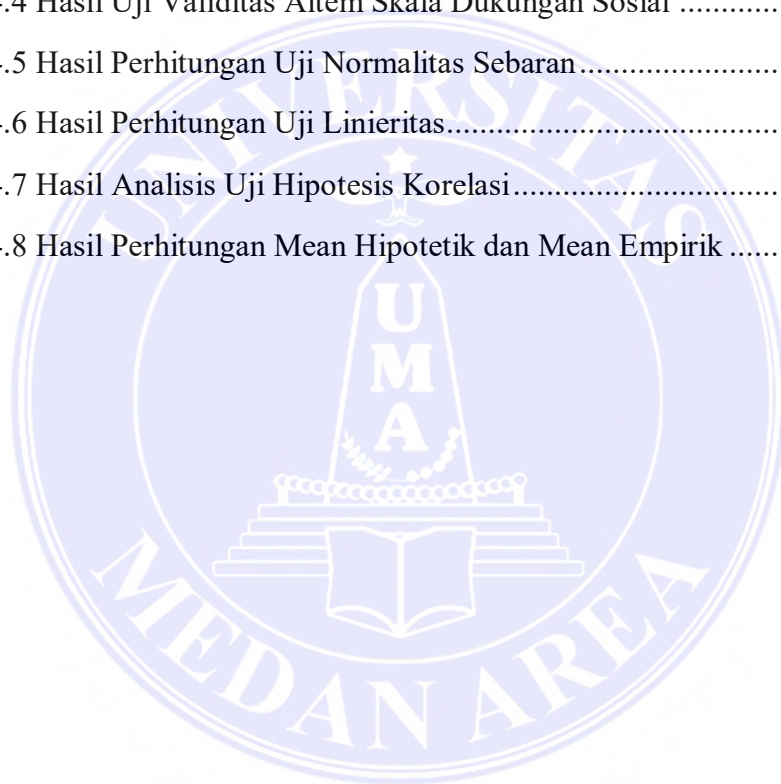 .4 Hasil Uji Validitas Aitem Skala Dukungan Sosial ............
.5 Hasil Perhitungan Uji Normalitas Sebaran........................
.6 Hasil Perhitungan Uji Linieritas........................................
.7 Hasil Analisis Uji Hipotesis Korelasi................................
.8 Hasil Perhitungan Mean Hipotetik dan Mean Empirik ......
UNIVERSITAS
U
M
A
MEDAN AREA